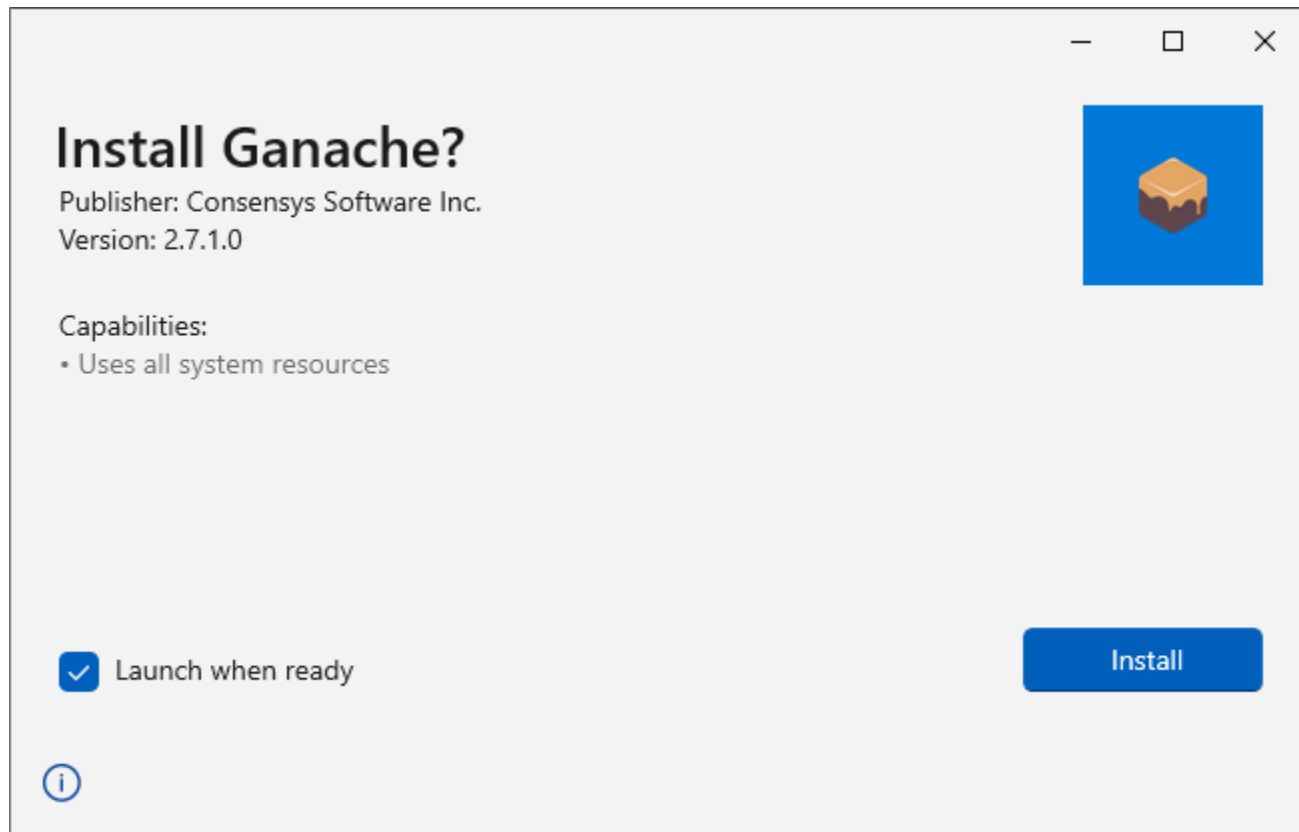 Install Ganache?
Publisher: Consensys Software Inc.
Version: 2.7.1.0
Capabilities:
• Uses all system resources
Launch when ready
Install